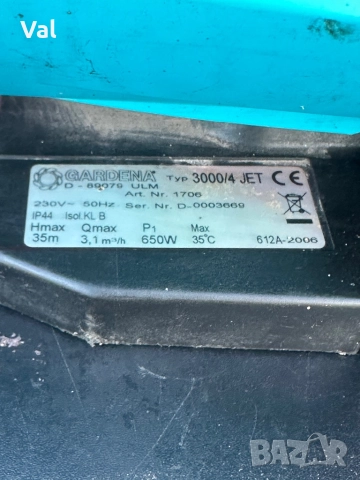 Val
GARDENA® Typ 3000/4 JET CE
D - 89079 ULM
Art. Nr. 1706
230V~ 50Hz Ser. Nr. D-0003669
IP44 Isol.KL B
Hmax Qmax P1 Max
35m 3,1 m³/h 650W 35°C 612A-2006
BAZAR